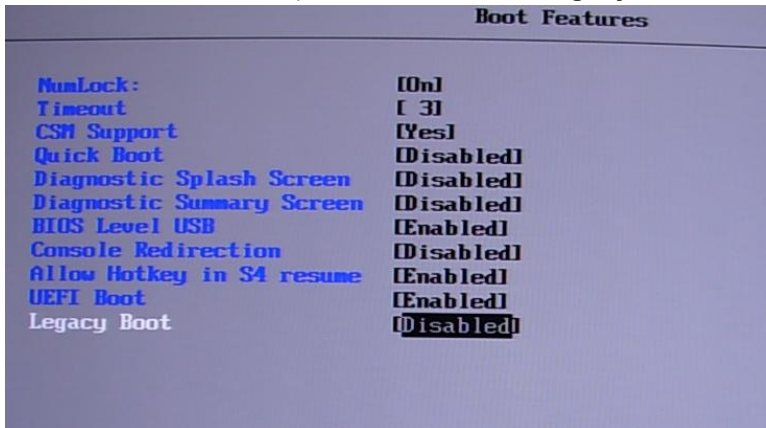 Boot Features
NumLock: [On]
Timeout [ 3]
CSM Support [Yes]
Quick Boot [Disabled]
Diagnostic Splash Screen [Disabled]
Diagnostic Summary Screen [Disabled]
BIOS Level USB [Enabled]
Console Redirection [Disabled]
Allow Hotkey in S4 resume [Enabled]
UEFI Boot [Enabled]
Legacy Boot [Disabled]